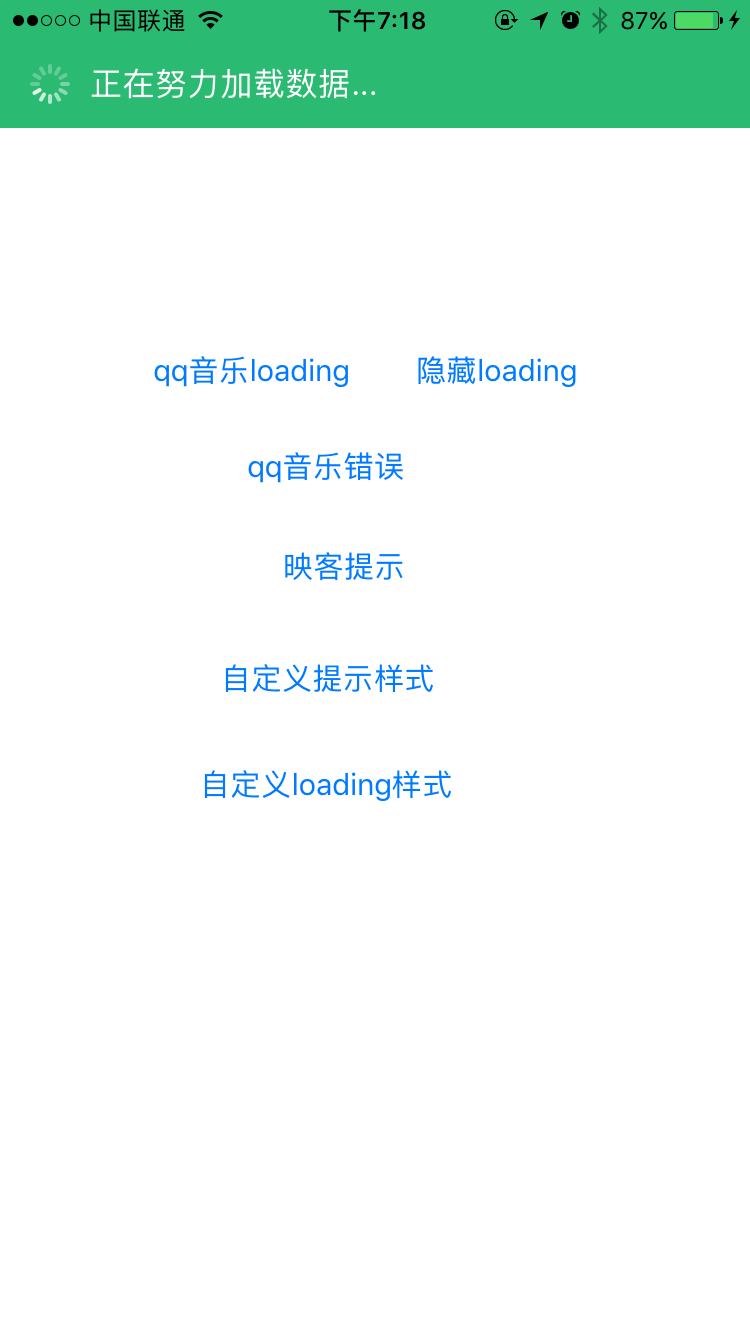 中国联通 下午7:18 87%
正在努力加载数据...
qq音乐loading 隐藏loading
qq音乐错误
映客提示
自定义提示样式
自定义loading样式